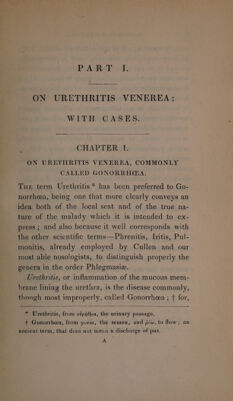 PART I.
ON URETHRITIS VENEREA;
WITH CASES.
CHAPTER I.
ON URETHRITIS VENEREA, COMMONLY
CALLED GONORRHŒA.
The term Urethritis * has been preferred to Go-
norrhœa, being one that more clearly conveys an
idea both of the local seat and of the true na-
ture of the malady which it is intended to ex-
press; and also because it well corresponds with
the other scientific terms—Phrenitis, Iritis, Pul-
monitis, already employed by Cullen and our
most able nosologists, to distinguish properly the
genera in the order Phlegmasiæ.
Urethritis, or inflammation of the mucous mem-
brane lining the urethra, is the disease commonly,
though most improperly, called Gonorrhœa; † for,
* Urethritis, from οὐρήθρα, the urinary passage.
† Gonorrhœa, from γονος, the semen, and ῥέω, to flow; an
ancient term, that does not mean a discharge of pus.
A